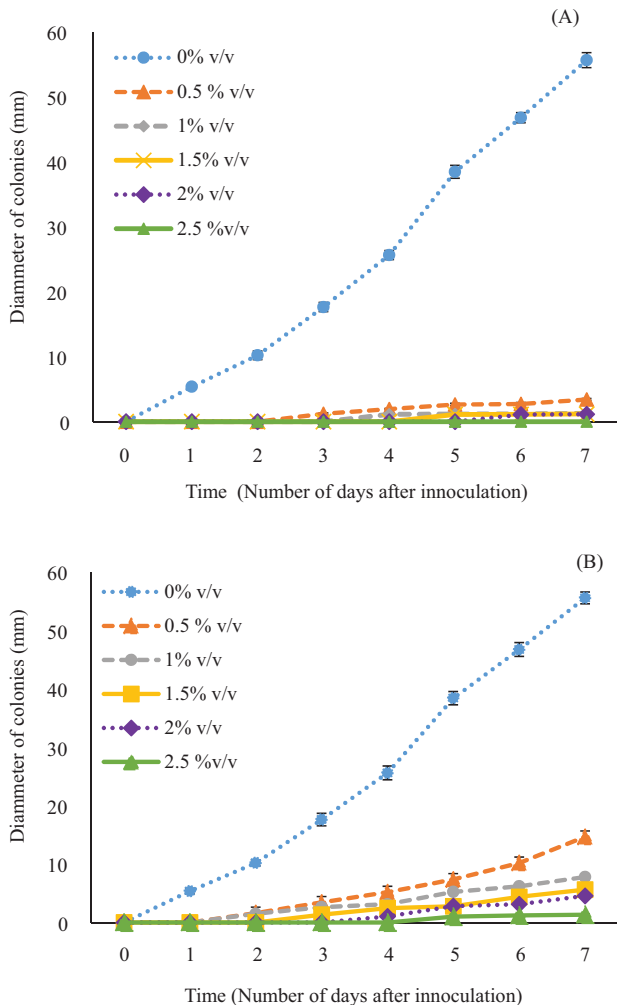 (A)
60
50
40
30
20
10
0
Diammeter of colonies (mm)
0% v/v
0.5 % v/v
1% v/v
1.5% v/v
2% v/v
2.5 %v/v
0 1 2 3 4 5 6 7
Time (Number of days after innoculation)
(B)
60
50
40
30
20
10
0
Diammeter of colonies (mm)
0% v/v
0.5 % v/v
1% v/v
1.5% v/v
2% v/v
2.5 %v/v
0 1 2 3 4 5 6 7
Time (Number of days after innoculation)